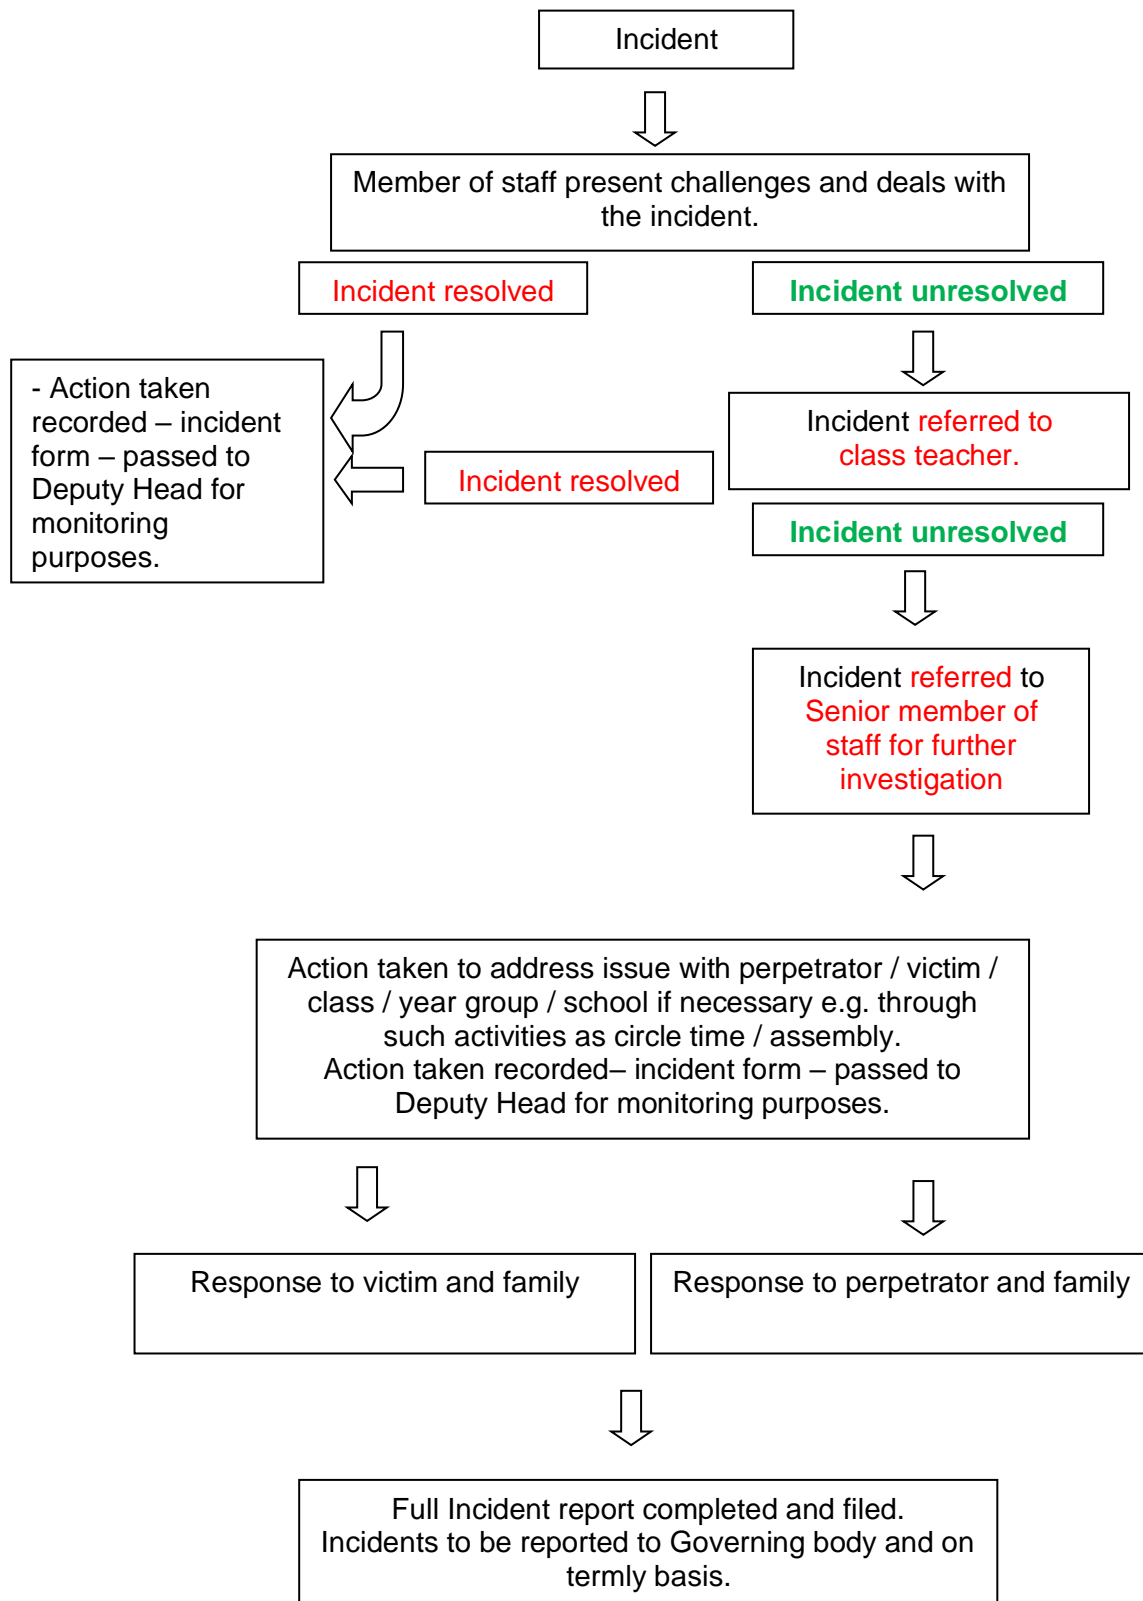 Incident
Member of staff present challenges and deals with
the incident.
Incident resolved
Incident unresolved
- Action taken
recorded – incident
form – passed to
Deputy Head for
monitoring
purposes.
Incident referred to
class teacher.
Incident resolved
Incident unresolved
Incident referred to
Senior member of
staff for further
investigation
Action taken to address issue with perpetrator / victim /
class / year group / school if necessary e.g. through
such activities as circle time / assembly.
Action taken recorded– incident form – passed to
Deputy Head for monitoring purposes.
Response to victim and family
Response to perpetrator and family
Full Incident report completed and filed.
Incidents to be reported to Governing body and on
termly basis.